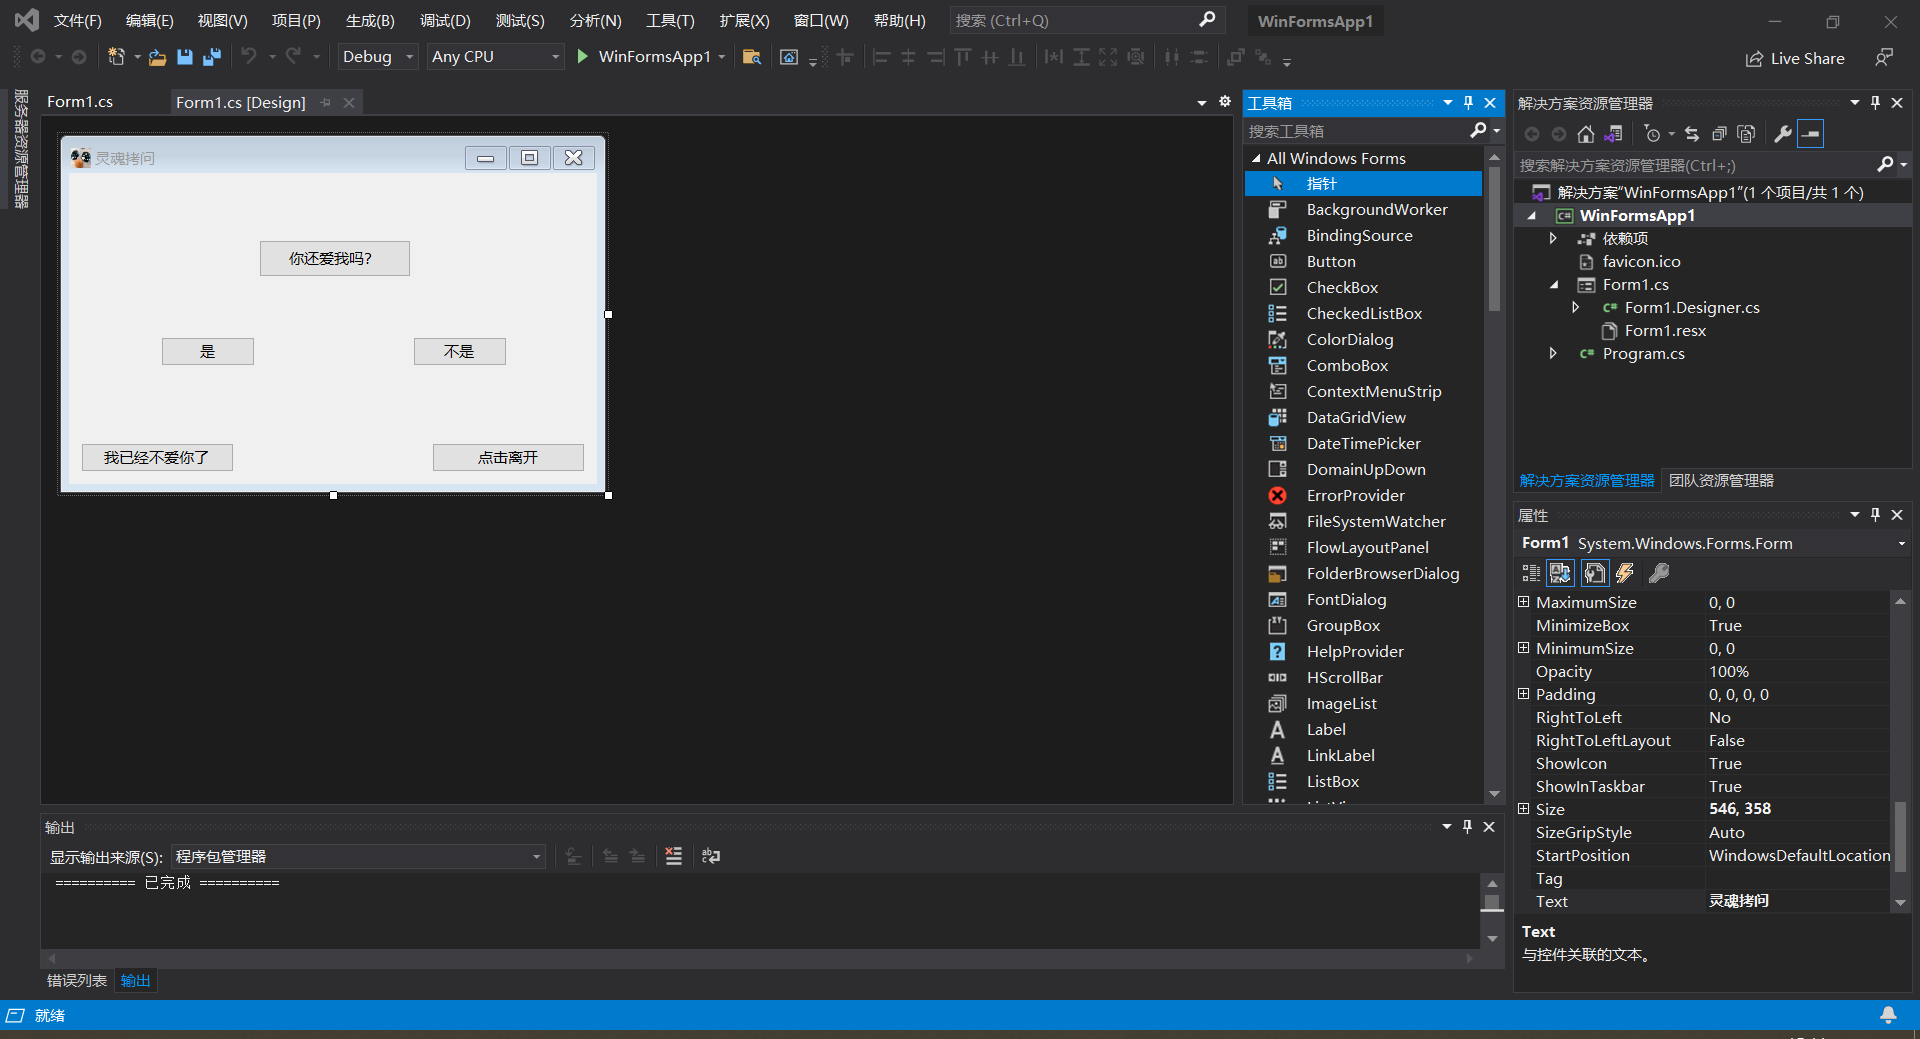 文件(F) 编辑(E) 视图(V) 项目(P) 生成(B) 调试(D) 测试(S) 分析(N) 工具(T) 扩展(X) 窗口(W) 帮助(H) 搜索 (Ctrl+Q) WinFormsApp1
Debug Any CPU WinFormsApp1 Live Share
服务器资源管理器
Form1.cs Form1.cs [Design]
灵魂拷问
你还爱我吗?
是 不是
我已经不爱你了 点击离开
工具箱
搜索工具箱
All Windows Forms
指针
BackgroundWorker
BindingSource
Button
CheckBox
CheckedListBox
ColorDialog
ComboBox
ContextMenuStrip
DataGridView
DateTimePicker
DomainUpDown
ErrorProvider
FileSystemWatcher
FlowLayoutPanel
FolderBrowserDialog
FontDialog
GroupBox
HelpProvider
HScrollBar
ImageList
Label
LinkLabel
ListBox
解决方案资源管理器
搜索解决方案资源管理器(Ctrl+;)
解决方案"WinFormsApp1"(1 个项目/共 1 个)
WinFormsApp1
依赖项
favicon.ico
Form1.cs
Form1.Designer.cs
Form1.resx
Program.cs
解决方案资源管理器 团队资源管理器
属性
Form1 System.Windows.Forms.Form
MaximumSize 0, 0
MinimizeBox True
MinimumSize 0, 0
Opacity 100%
Padding 0, 0, 0, 0
RightToLeft No
RightToLeftLayout False
ShowIcon True
ShowInTaskbar True
Size 546, 358
SizeGripStyle Auto
StartPosition WindowsDefaultLocation
Tag
Text 灵魂拷问
Text
与控件关联的文本。
输出
显示输出来源(S): 程序包管理器
========== 已完成 ==========
错误列表 输出
就绪